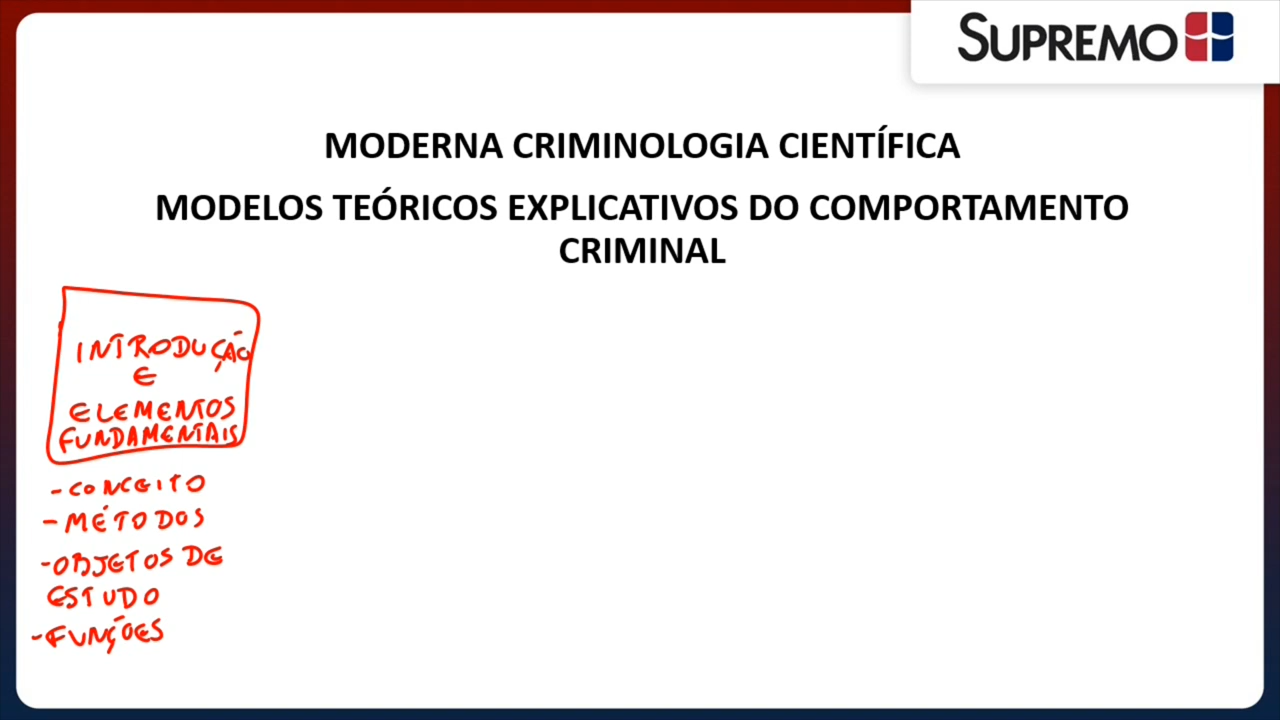 SUPREMO
MODERNA CRIMINOLOGIA CIENTÍFICA
MODELOS TEÓRICOS EXPLICATIVOS DO COMPORTAMENTO
CRIMINAL
INTRODUÇÃO
E
ELEMENTOS
FUNDAMENTAIS
- CONCEITO
- MÉTODOS
- OBJETOS DE
ESTUDO
- FUNÇÕES